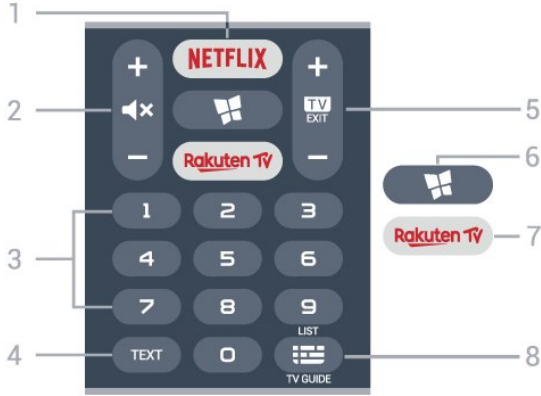 1
NETFLIX
+ +
2
TV
EXIT
5
- -
Rakuten TV
6
1 2 3
Rakuten TV
7
3
4 5 6
7 8 9
LIST
4
TEXT
0
8
TV GUIDE